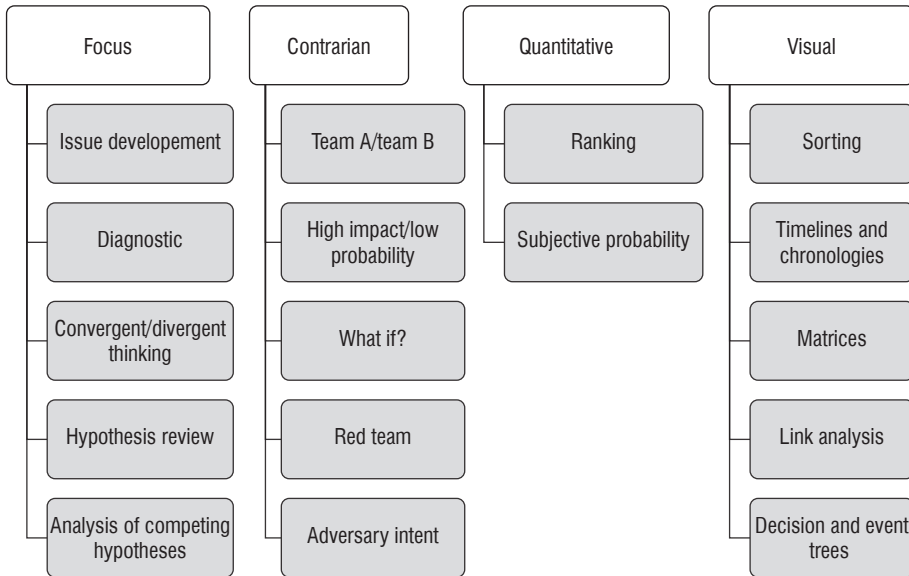 Focus
Issue developement
Diagnostic
Convergent/divergent
thinking
Hypothesis review
Analysis of competing
hypotheses
Contrarian
Team A/team B
High impact/low
probability
What if?
Red team
Adversary intent
Quantitative
Ranking
Subjective probability
Visual
Sorting
Timelines and
chronologies
Matrices
Link analysis
Decision and event
trees